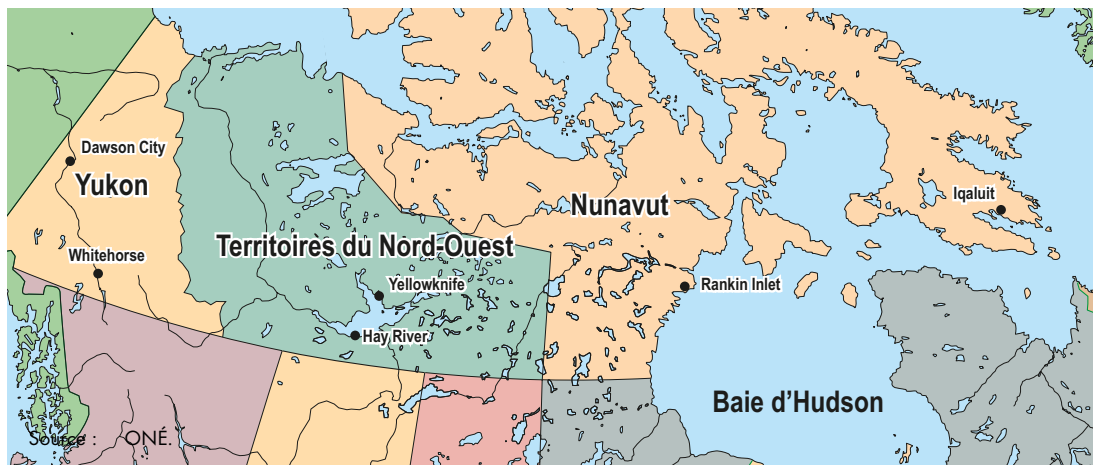 Dawson City
Yukon
Nunavut
Iqaluit
Territoires du Nord-Ouest
Whitehorse
Yellowknife
Rankin Inlet
Hay River
Baie d’Hudson
Source : ONÉ.